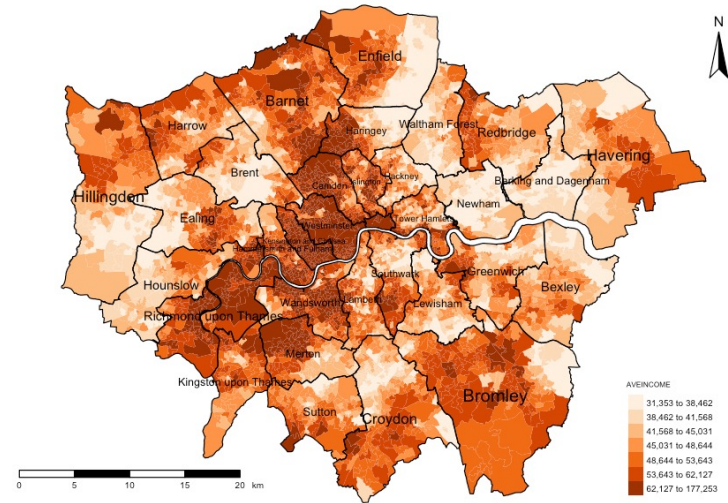 N
Enfield
Barnet
Harrow
Haringey
Waltham Forest
Redbridge
Havering
Brent
Camden
Islington
Hackney
Barking and Dagenham
Hillingdon
Newham
Ealing
Westminster
Tower Hamlets
Kensington and Chelsea
Hammersmith and Fulham
Hounslow
Southwark
Greenwich
Bexley
Richmond upon Thames
Wandsworth
Lambeth
Lewisham
Merton
Kingston upon Thames
Bromley
Sutton
Croydon
AVEINCOME
31,353 to 38,462
38,462 to 41,568
41,568 to 45,031
45,031 to 48,644
48,644 to 53,643
53,643 to 62,127
62,127 to 177,253
0 5 10 15 20 km